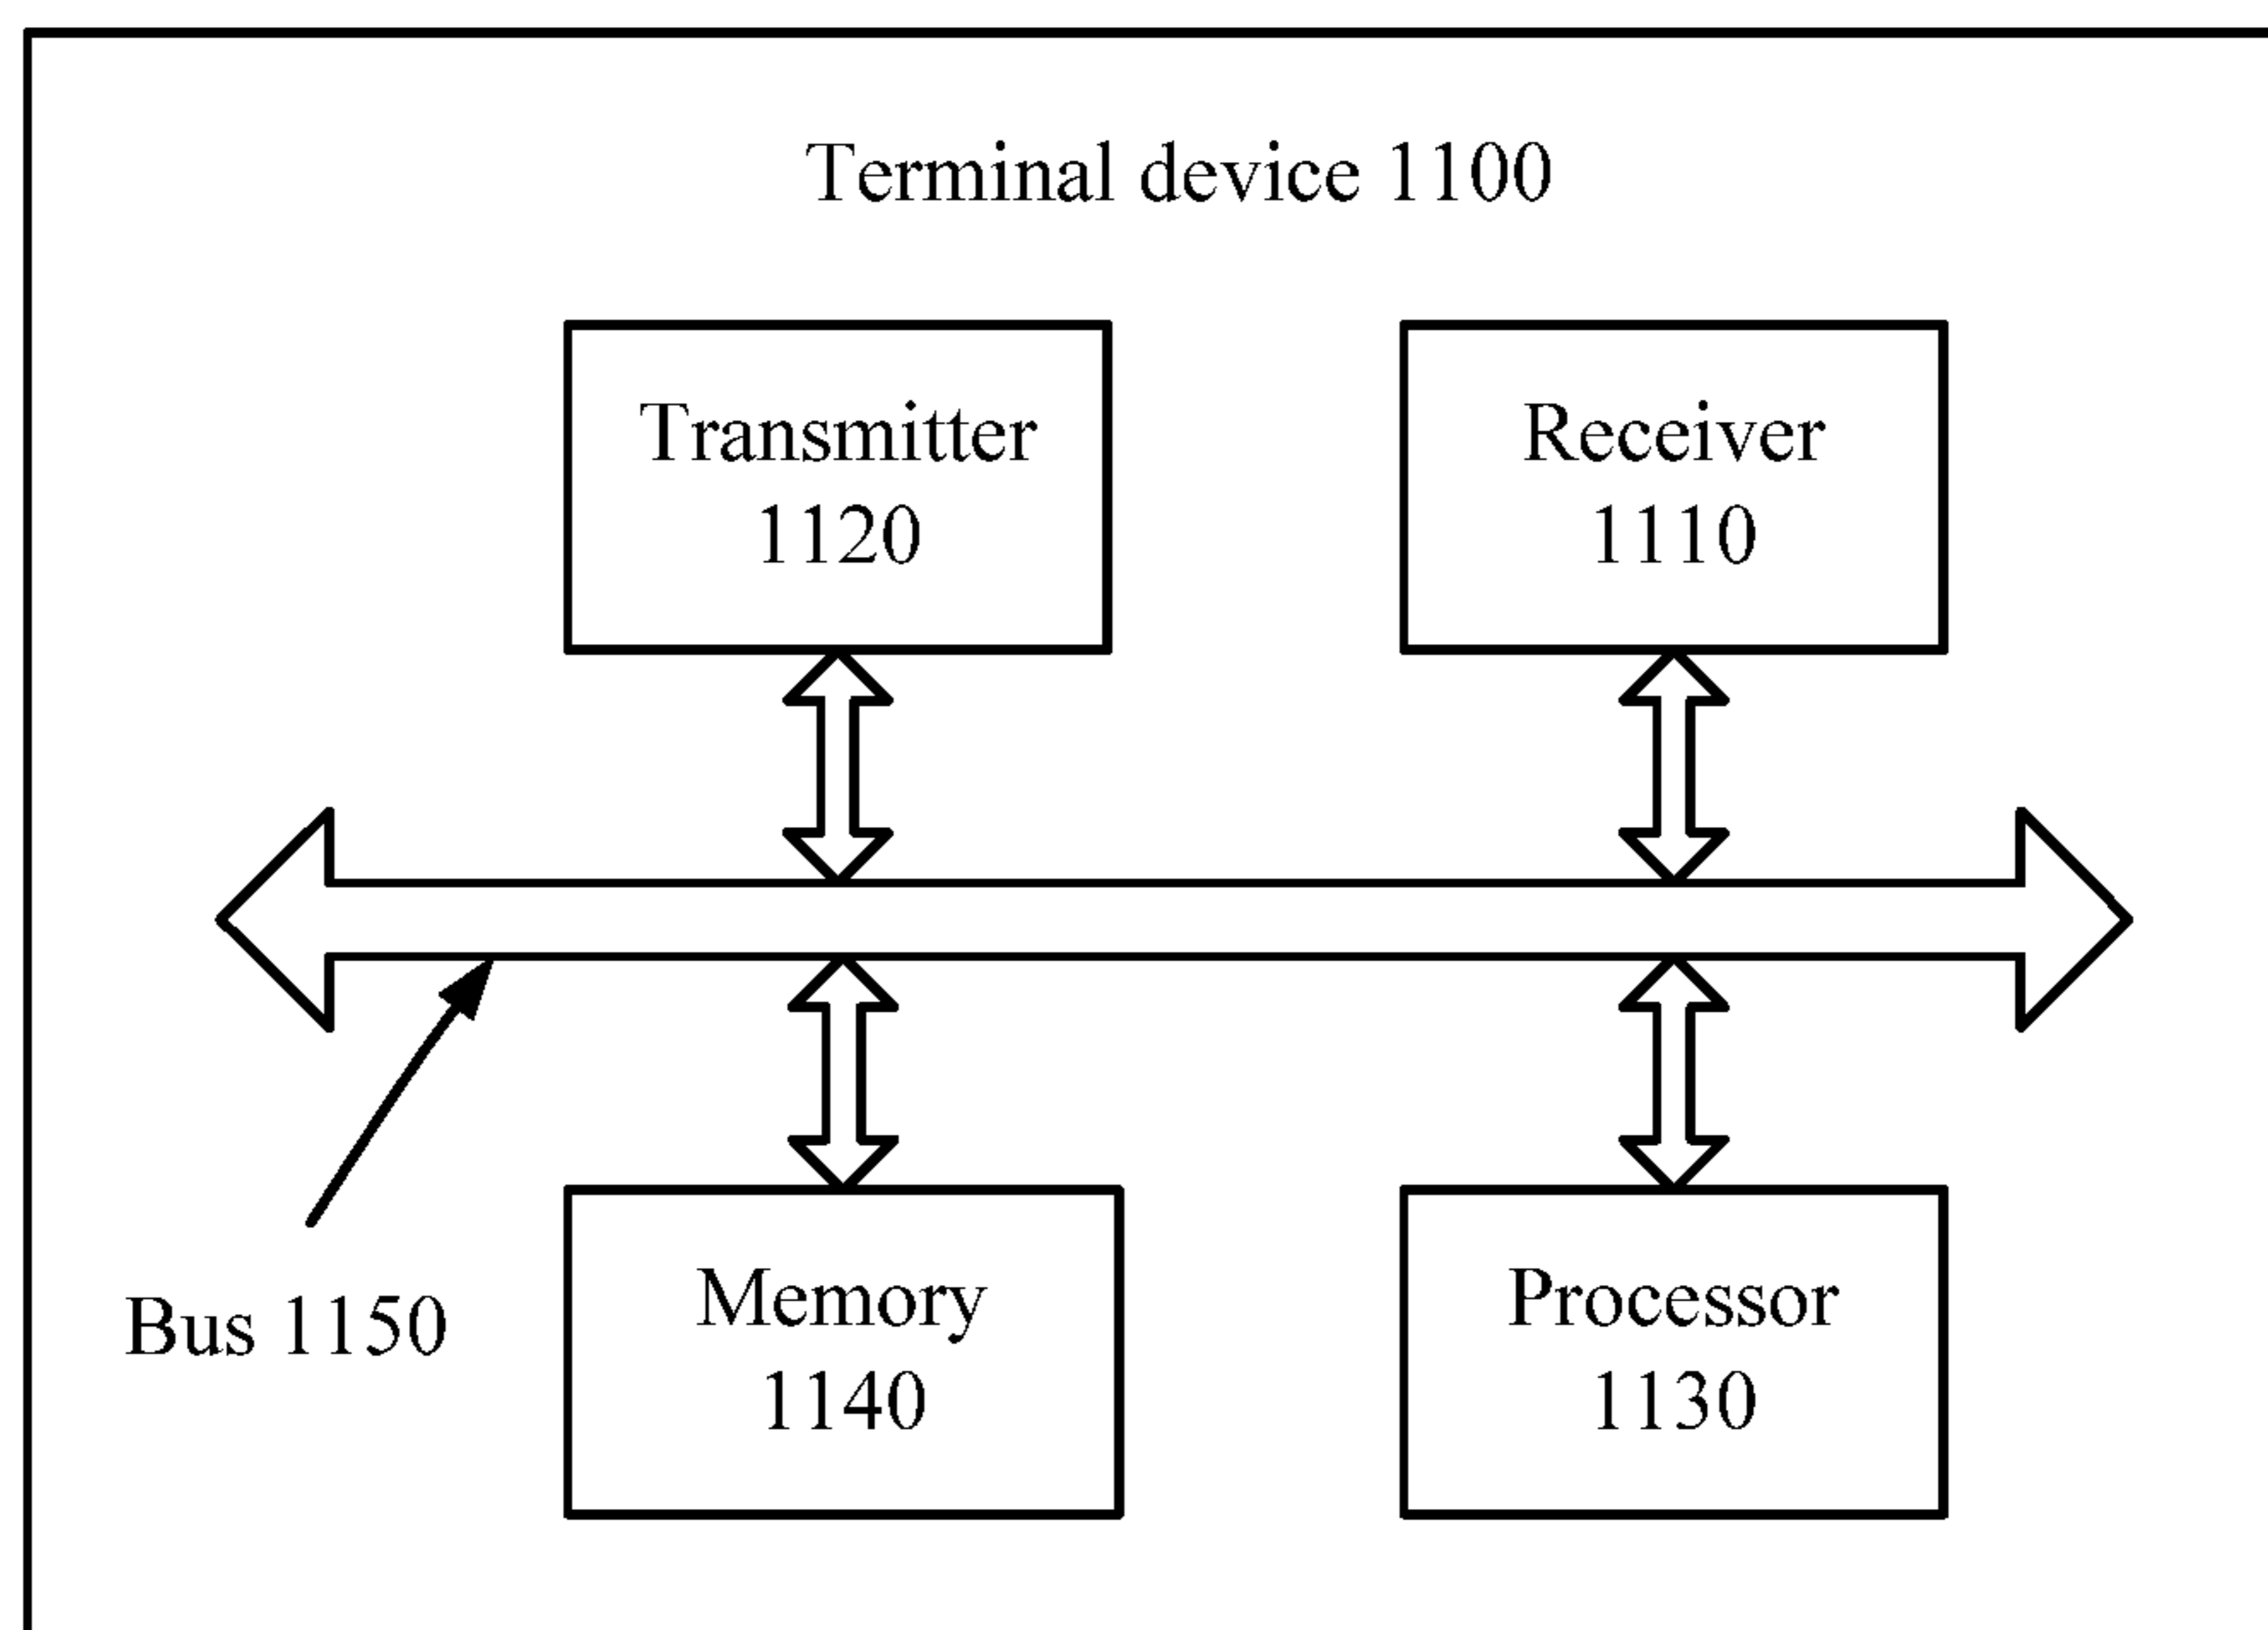 Terminal device 1100
Transmitter
1120
Receiver
1110
Bus 1150
Memory
1140
Processor
1130